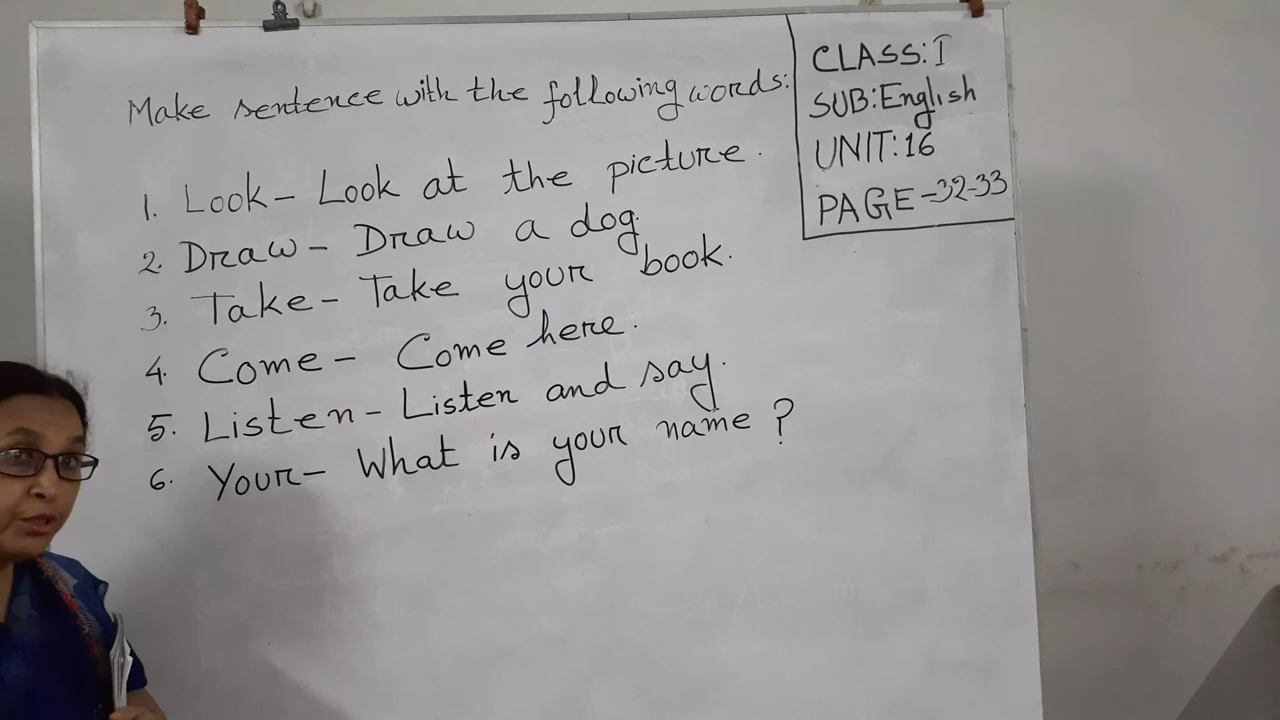 Make sentence with the following words:
1. Look - Look at the picture.
2. Draw - Draw a dog.
3. Take - Take your book.
4. Come - Come here.
5. Listen - Listen and say.
6. Your - What is your name?
CLASS: I
SUB: English
UNIT: 16
PAGE - 32-33